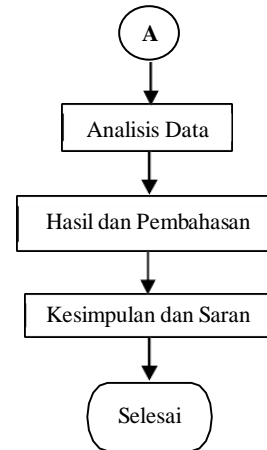 A
Analisis Data
Hasil dan Pembahasan
Kesimpulan dan Saran
Selesai